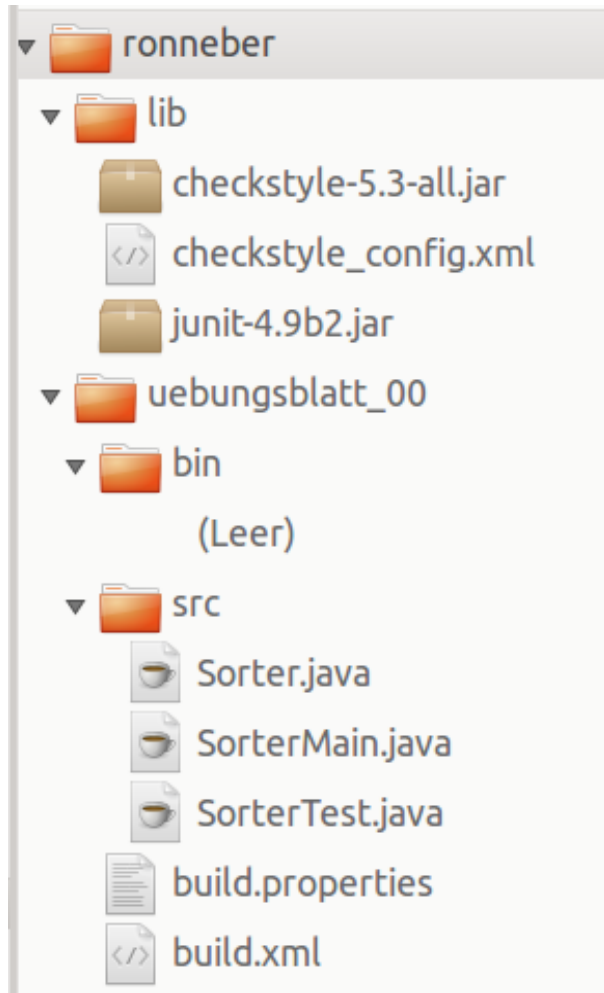 ronneber
lib
checkstyle-5.3-all.jar
checkstyle_config.xml
junit-4.9b2.jar
uebungsblatt_00
bin
(Leer)
src
Sorter.java
SorterMain.java
SorterTest.java
build.properties
build.xml